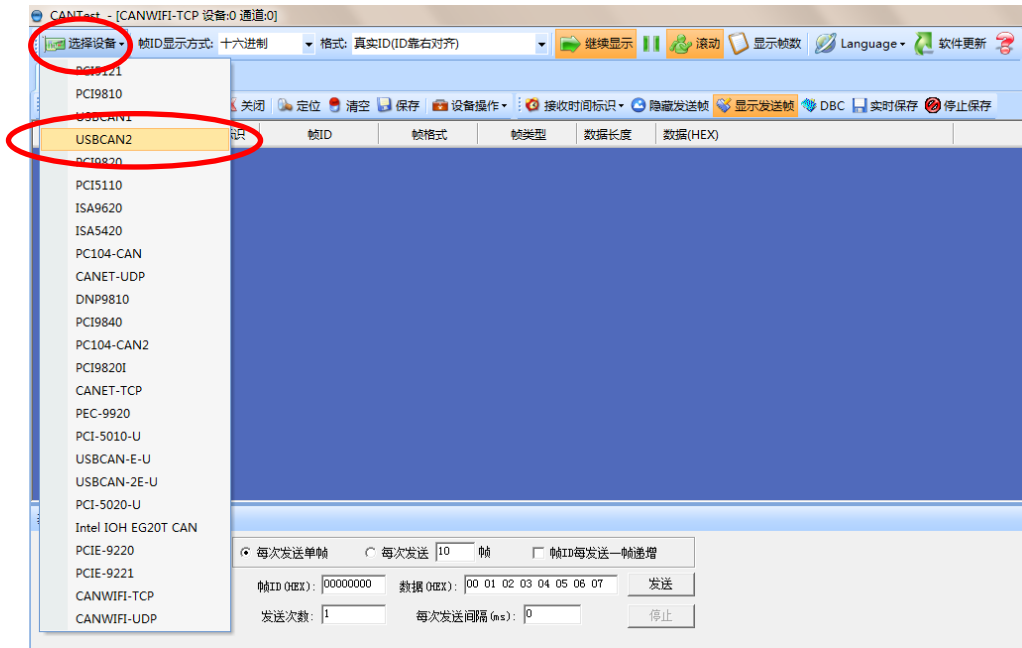 CANTest - [CANWIFI-TCP 设备:0 通道:0]
选择设备 帧ID显示方式: 十六进制 格式: 真实ID(ID靠右对齐) 继续显示 滚动 显示帧数 Language 软件更新
PCI5121
PCI9810
USBCAN1 关闭 定位 清空 保存 设备操作 接收时间标识 隐藏发送帧 显示发送帧 DBC 实时保存 停止保存
USBCAN2 帧ID 帧格式 帧类型 数据长度 数据(HEX)
PCI9820
PCI5110
ISA9620
ISA5420
PC104-CAN
CANET-UDP
DNP9810
PCI9840
PC104-CAN2
PCI9820I
CANET-TCP
PEC-9920
PCI-5010-U
USBCAN-E-U
USBCAN-2E-U
PCI-5020-U
Intel IOH EG20T CAN
PCIE-9220 每次发送单帧 每次发送 10 帧 帧ID每发送一帧递增
PCIE-9221 帧ID(HEX): 00000000 数据(HEX): 00 01 02 03 04 05 06 07 发送
CANWIFI-TCP
CANWIFI-UDP 发送次数: 1 每次发送间隔(ms): 0 停止